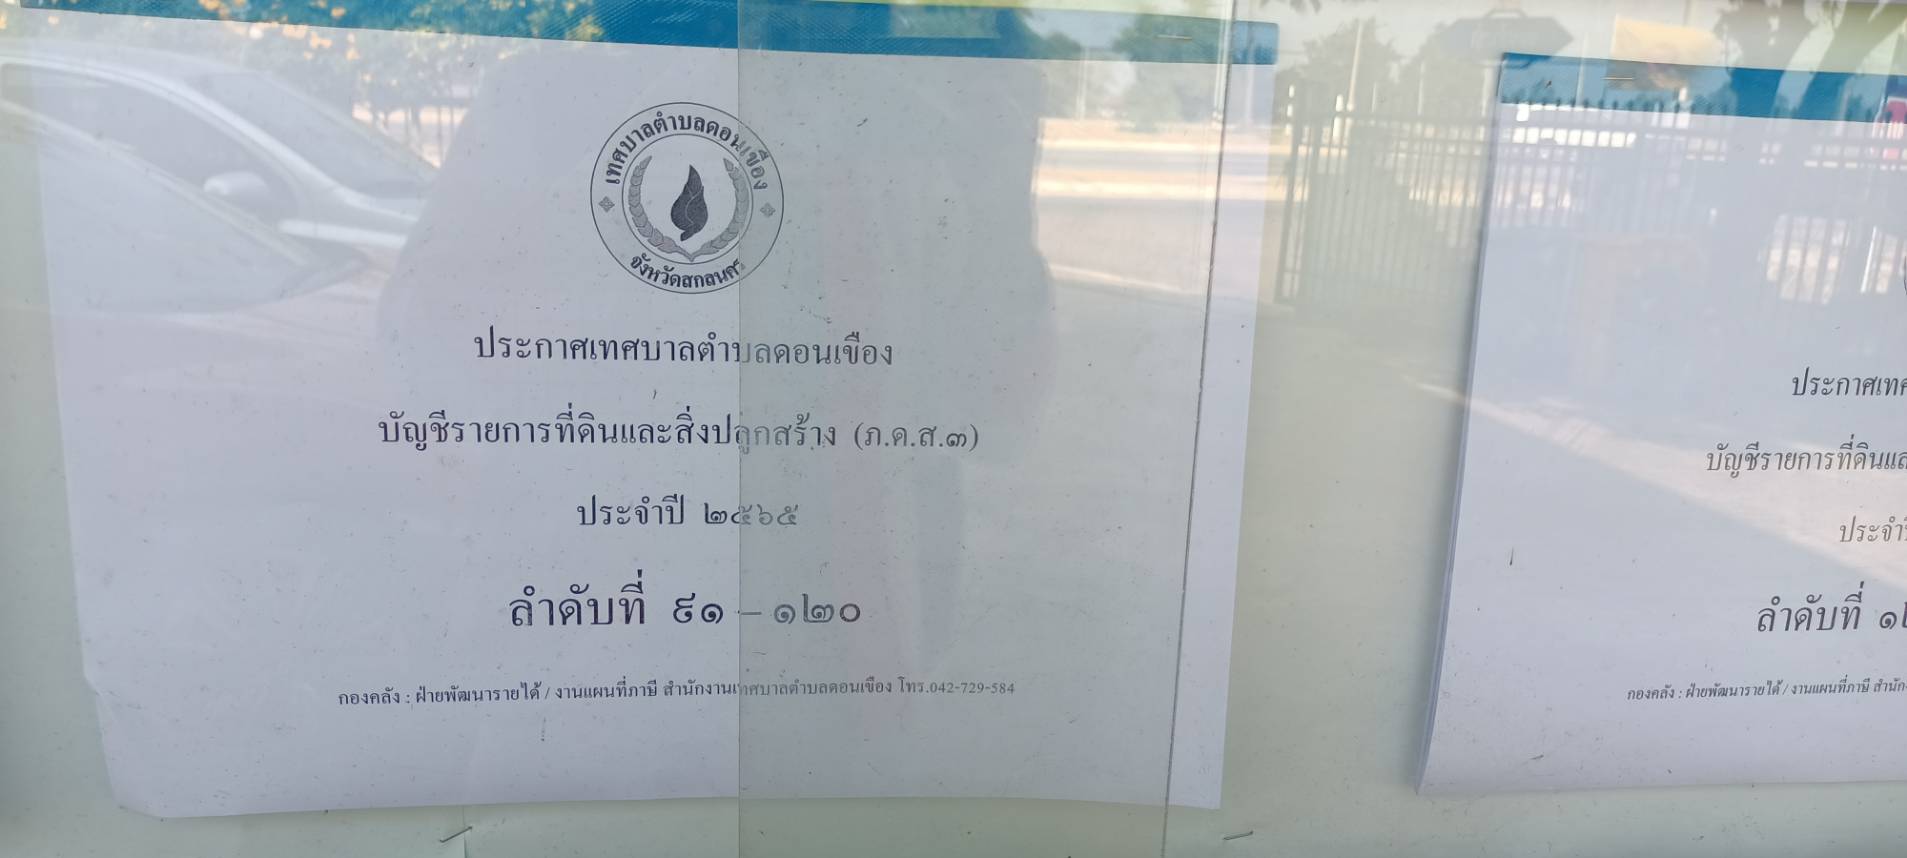 เทศบาลตำบลดอนเขือง
จังหวัดสกลนคร
ประกาศเทศบาลตำบลดอนเขือง
บัญชีรายการที่ดินและสิ่งปลูกสร้าง (ภ.ด.ส.๓)
ประจำปี ๒๕๖๕
ลำดับที่ ๙๑ – ๑๒๐
กองคลัง : ฝ่ายพัฒนารายได้ / งานแผนที่ภาษี สำนักงานเทศบาลตำบลดอนเขือง โทร.042-729-584
ประกาศเทศ
บัญชีรายการที่ดินและ
ประจำปี
ลำดับที่ ๑๒
กองคลัง : ฝ่ายพัฒนารายได้ / งานแผนที่ภาษี สำนัก